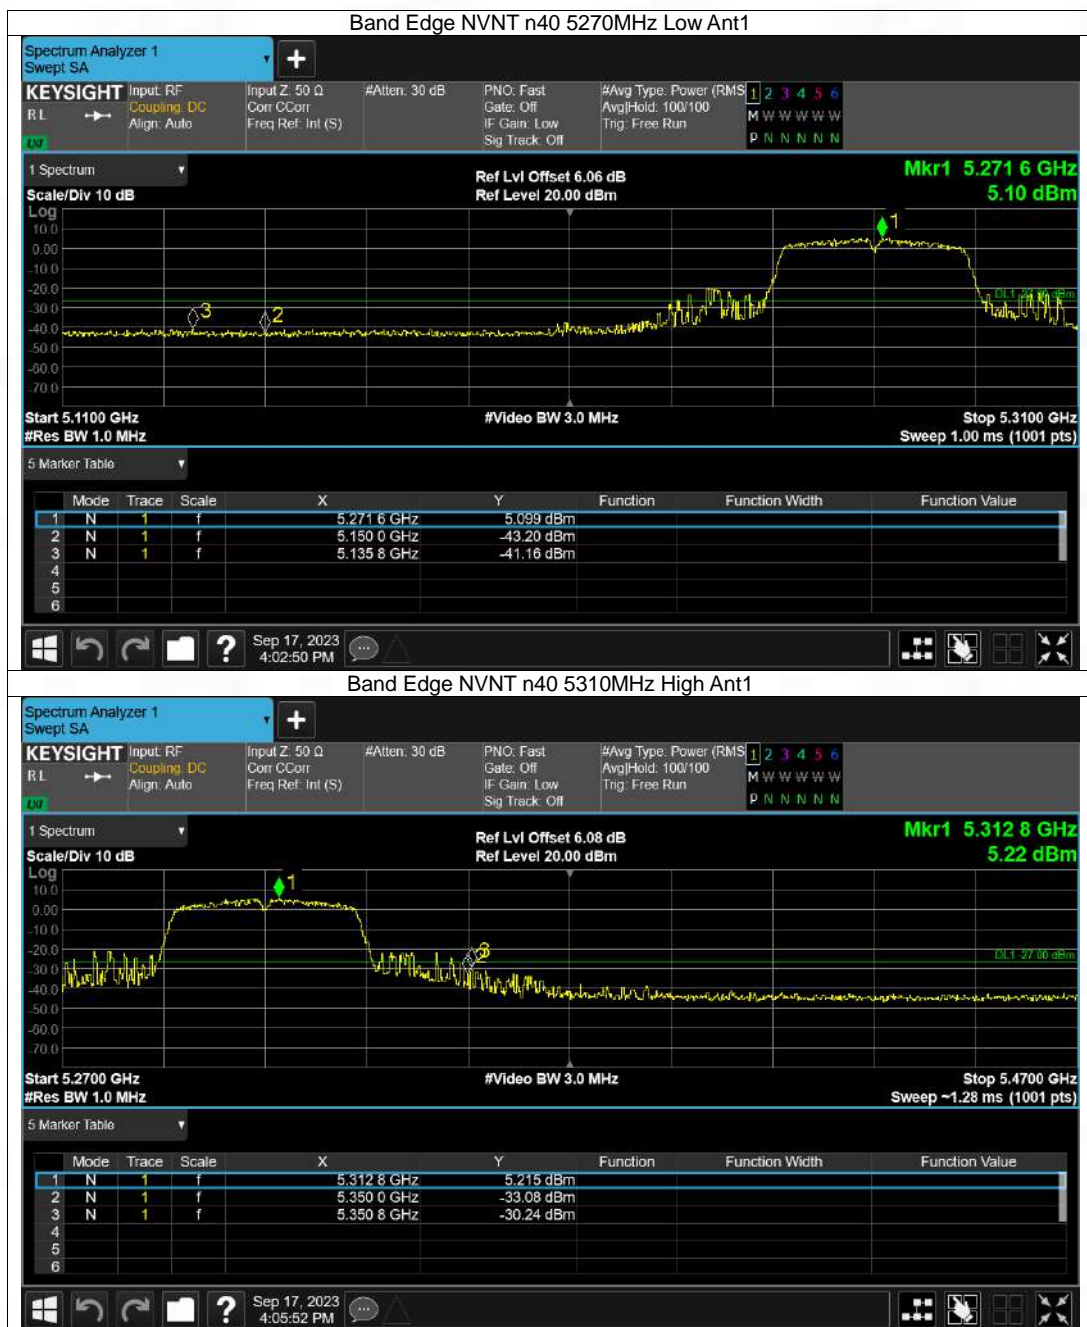 Band Edge NVNT n40 5270MHz Low Ant1
Spectrum Analyzer 1
Swept SA
+
KEYSIGHT Input: RF Input Z: 50 Ω #Atten: 30 dB PNO: Fast #Avg Type: Power (RMS 1 2 3 4 5 6
RL Coupling: DC Corr CCorr Gate: Off Avg|Hold: 100/100 M W W W W W
Align: Auto Freq Ref: Int (S) IF Gain: Low Trig: Free Run
LXI Sig Track: Off P N N N N N
1 Spectrum Ref Lvl Offset 6.06 dB Mkr1 5.271 6 GHz
Scale/Div 10 dB Ref Level 20.00 dBm 5.10 dBm
Log
10.0 1
0.00
-10.0
-20.0
DL1 -27.00 dBm
-30.0 3 2
-40.0
-50.0
-60.0
-70.0
Start 5.1100 GHz #Video BW 3.0 MHz Stop 5.3100 GHz
#Res BW 1.0 MHz Sweep 1.00 ms (1001 pts)
5 Marker Table
Mode Trace Scale X Y Function Function Width Function Value
1 N 1 f 5.271 6 GHz 5.099 dBm
2 N 1 f 5.150 0 GHz -43.20 dBm
3 N 1 f 5.135 8 GHz -41.16 dBm
4
5
6
? Sep 17, 2023
4:02:50 PM
Band Edge NVNT n40 5310MHz High Ant1
Spectrum Analyzer 1
Swept SA
+
KEYSIGHT Input: RF Input Z: 50 Ω #Atten: 30 dB PNO: Fast #Avg Type: Power (RMS 1 2 3 4 5 6
RL Coupling: DC Corr CCorr Gate: Off Avg|Hold: 100/100 M W W W W W
Align: Auto Freq Ref: Int (S) IF Gain: Low Trig: Free Run
LXI Sig Track: Off P N N N N N
1 Spectrum Ref Lvl Offset 6.08 dB Mkr1 5.312 8 GHz
Scale/Div 10 dB Ref Level 20.00 dBm 5.22 dBm
Log
10.0 1
0.00
-10.0
-20.0 3
DL1 -27.00 dBm
-30.0 2
-40.0
-50.0
-60.0
-70.0
Start 5.2700 GHz #Video BW 3.0 MHz Stop 5.4700 GHz
#Res BW 1.0 MHz Sweep ~1.28 ms (1001 pts)
5 Marker Table
Mode Trace Scale X Y Function Function Width Function Value
1 N 1 f 5.312 8 GHz 5.215 dBm
2 N 1 f 5.350 0 GHz -33.08 dBm
3 N 1 f 5.350 8 GHz -30.24 dBm
4
5
6
? Sep 17, 2023
4:05:52 PM